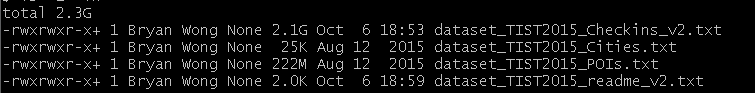 total 2.3G
-rwxrwxr-x+ 1 Bryan Wong None 2.1G Oct  6 18:53 dataset_TIST2015_Checkins_v2.txt
-rwxrwxr-x+ 1 Bryan Wong None  25K Aug 12  2015 dataset_TIST2015_Cities.txt
-rwxrwxr-x+ 1 Bryan Wong None 222M Aug 12  2015 dataset_TIST2015_POIs.txt
-rwxrwxr-x+ 1 Bryan Wong None 2.0K Oct  6 18:59 dataset_TIST2015_readme_v2.txt